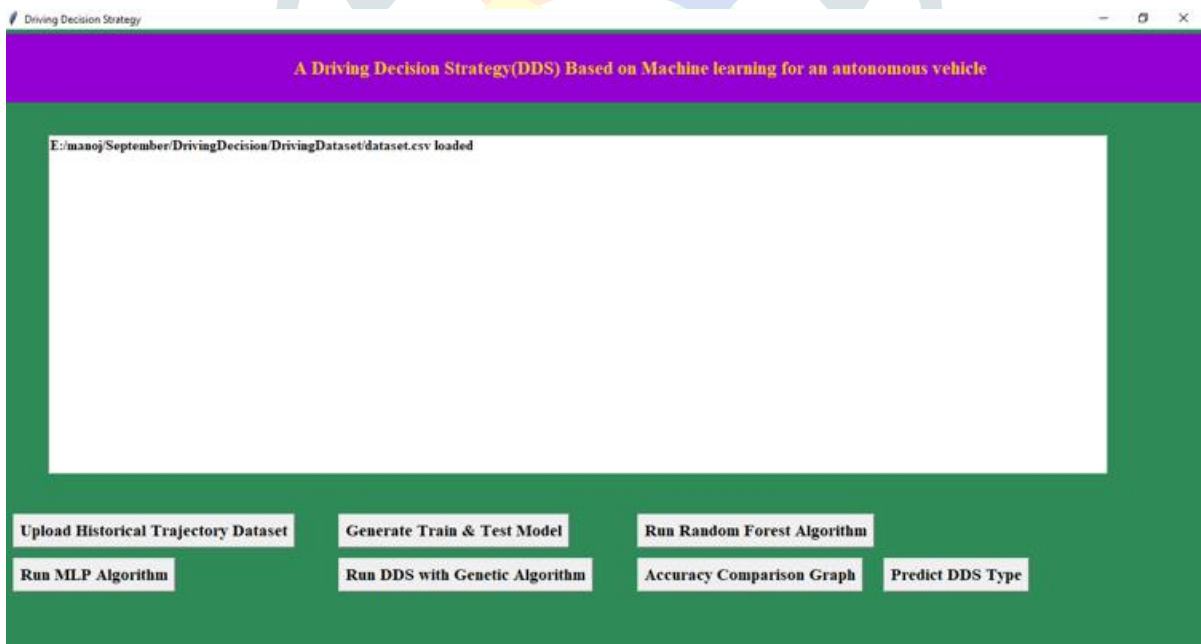 Driving Decision Strategy
A Driving Decision Strategy(DDS) Based on Machine learning for an autonomous vehicle
E:/manoj/September/DrivingDecision/DrivingDataset/dataset.csv loaded
Upload Historical Trajectory Dataset
Generate Train & Test Model
Run Random Forest Algorithm
Run MLP Algorithm
Run DDS with Genetic Algorithm
Accuracy Comparison Graph
Predict DDS Type